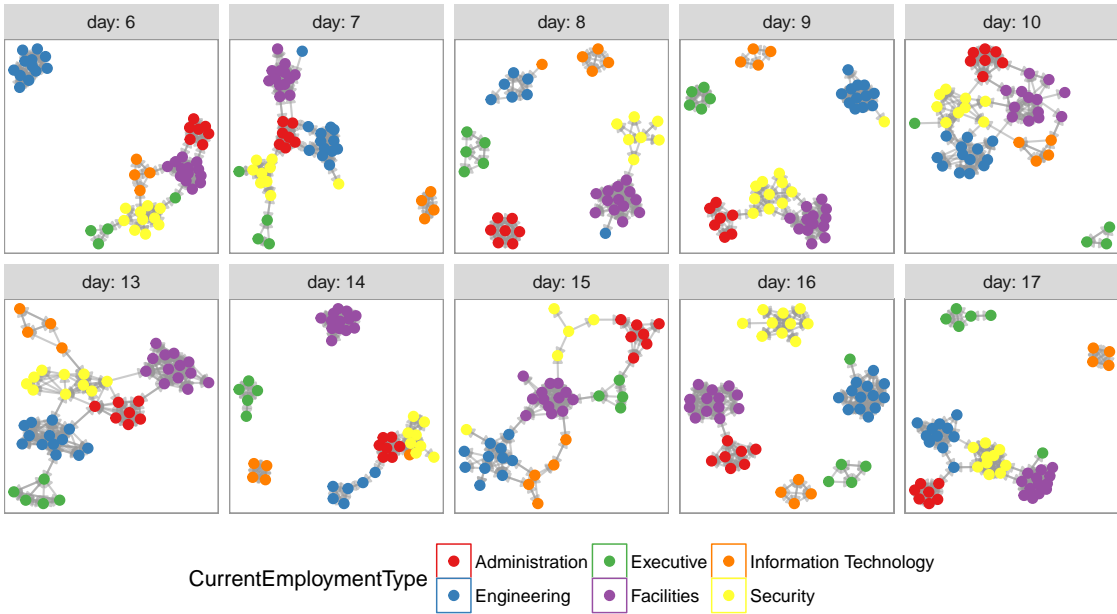 day: 6
day: 7
day: 8
day: 9
day: 10
day: 13
day: 14
day: 15
day: 16
day: 17
CurrentEmploymentType
Administration
Executive
Information Technology
Engineering
Facilities
Security